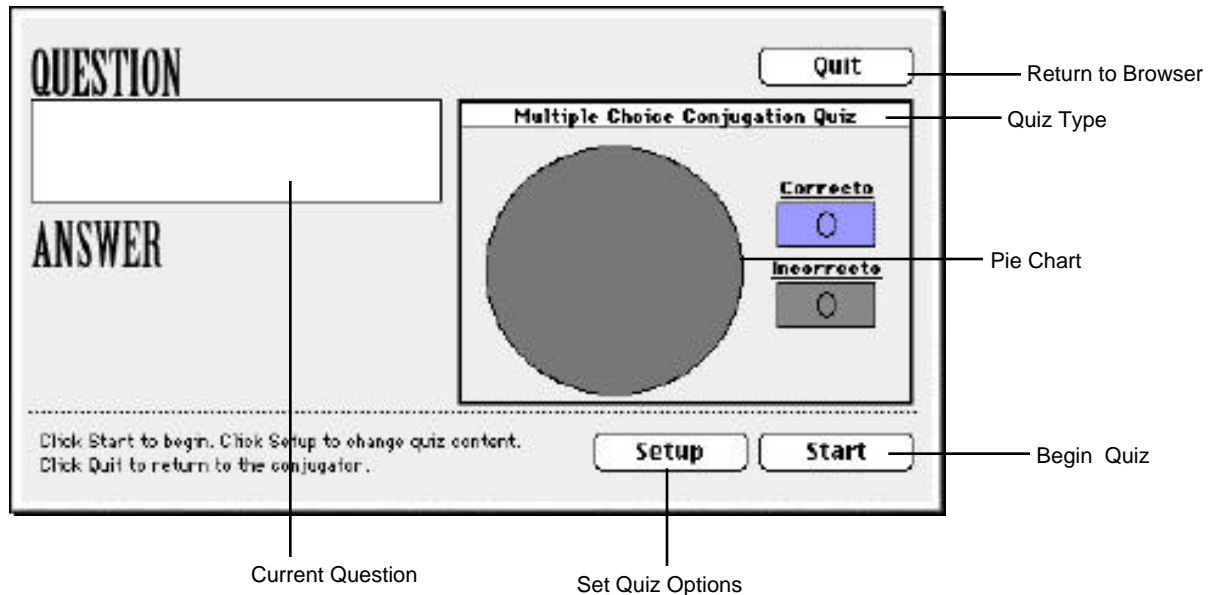 QUESTION
Quit
Return to Browser
Multiple Choice Conjugation Quiz
Quiz Type
Correcto
0
ANSWER
Pie Chart
Incorrecto
0
Click Start to begin. Click Setup to change quiz content.
Click Quit to return to the conjugator.
Setup
Start
Begin Quiz
Current Question
Set Quiz Options